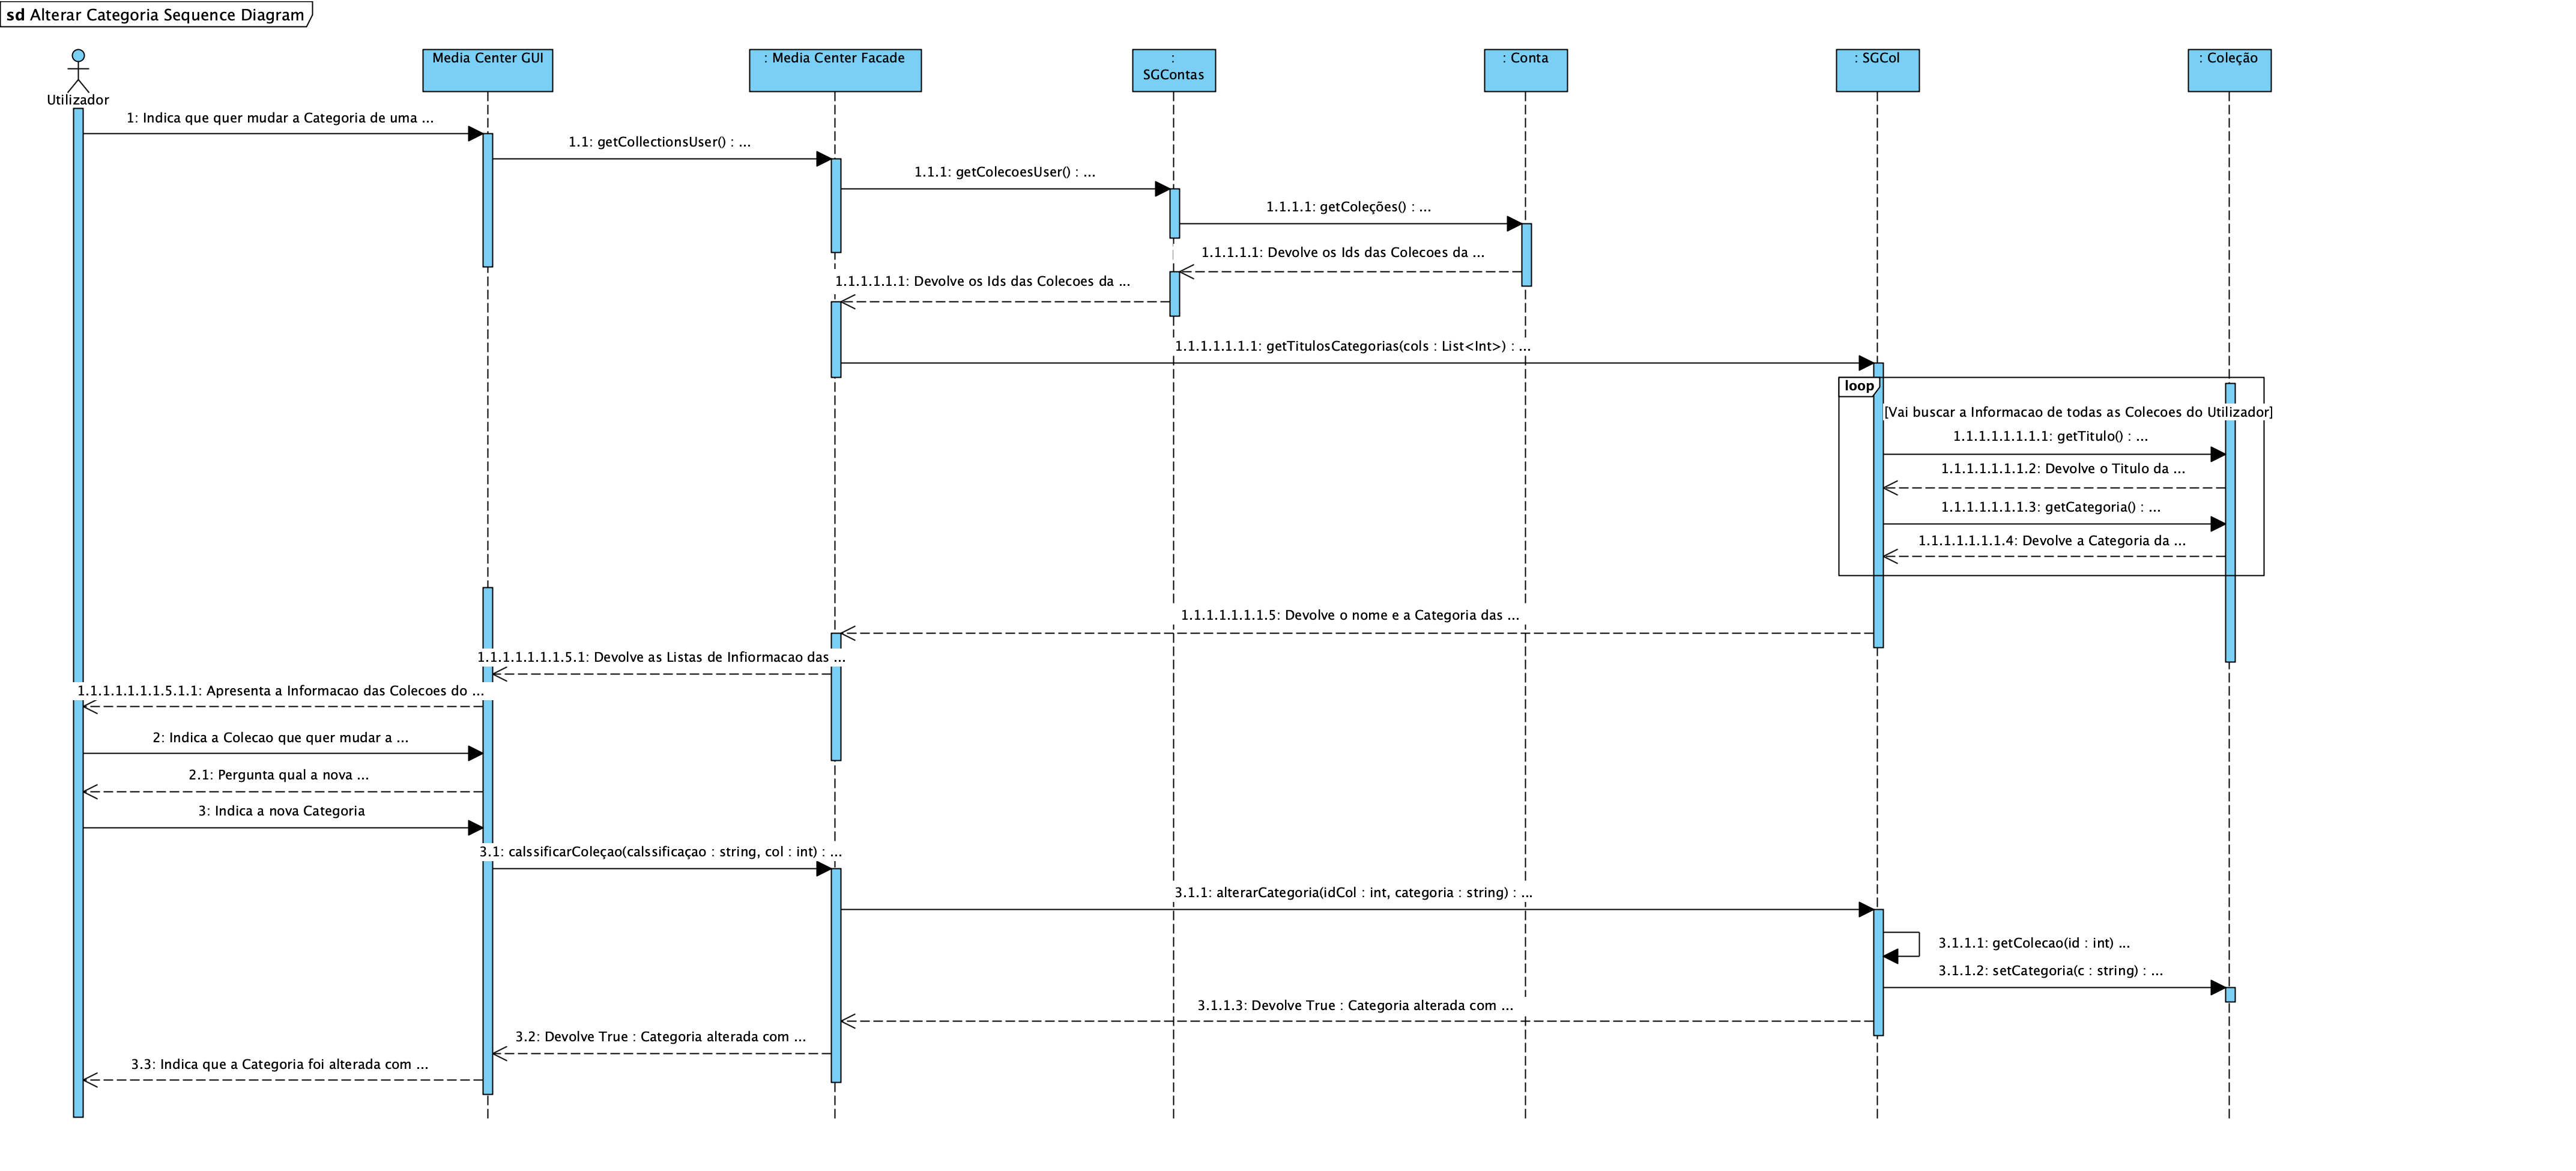 sd Alterar Categoria Sequence Diagram
Utilizador
Media Center GUI
: Media Center Facade
:
SGContas
: Conta
: SGCol
: Coleção
1: Indica que quer mudar a Categoria de uma ...
1.1: getCollectionsUser() : ...
1.1.1: getColecoesUser() : ...
1.1.1.1: getColeções() : ...
1.1.1.1.1: Devolve os Ids das Colecoes da ...
1.1.1.1.1.1: Devolve os Ids das Colecoes da ...
1.1.1.1.1.1.1: getTitulosCategorias(cols : List<Int>) : ...
loop
[Vai buscar a Informacao de todas as Colecoes do Utilizador]
1.1.1.1.1.1.1.1: getTitulo() : ...
1.1.1.1.1.1.1.2: Devolve o Titulo da ...
1.1.1.1.1.1.1.3: getCategoria() : ...
1.1.1.1.1.1.1.4: Devolve a Categoria da ...
1.1.1.1.1.1.1.5: Devolve o nome e a Categoria das ...
1.1.1.1.1.1.1.5.1: Devolve as Listas de Infiormacao das ...
1.1.1.1.1.1.1.5.1.1: Apresenta a Informacao das Colecoes do ...
2: Indica a Colecao que quer mudar a ...
2.1: Pergunta qual a nova ...
3: Indica a nova Categoria
3.1: calssificarColeçao(calssificaçao : string, col : int) : ...
3.1.1: alterarCategoria(idCol : int, categoria : string) : ...
3.1.1.1: getColecao(id : int) ...
3.1.1.2: setCategoria(c : string) : ...
3.1.1.3: Devolve True : Categoria alterada com ...
3.2: Devolve True : Categoria alterada com ...
3.3: Indica que a Categoria foi alterada com ...